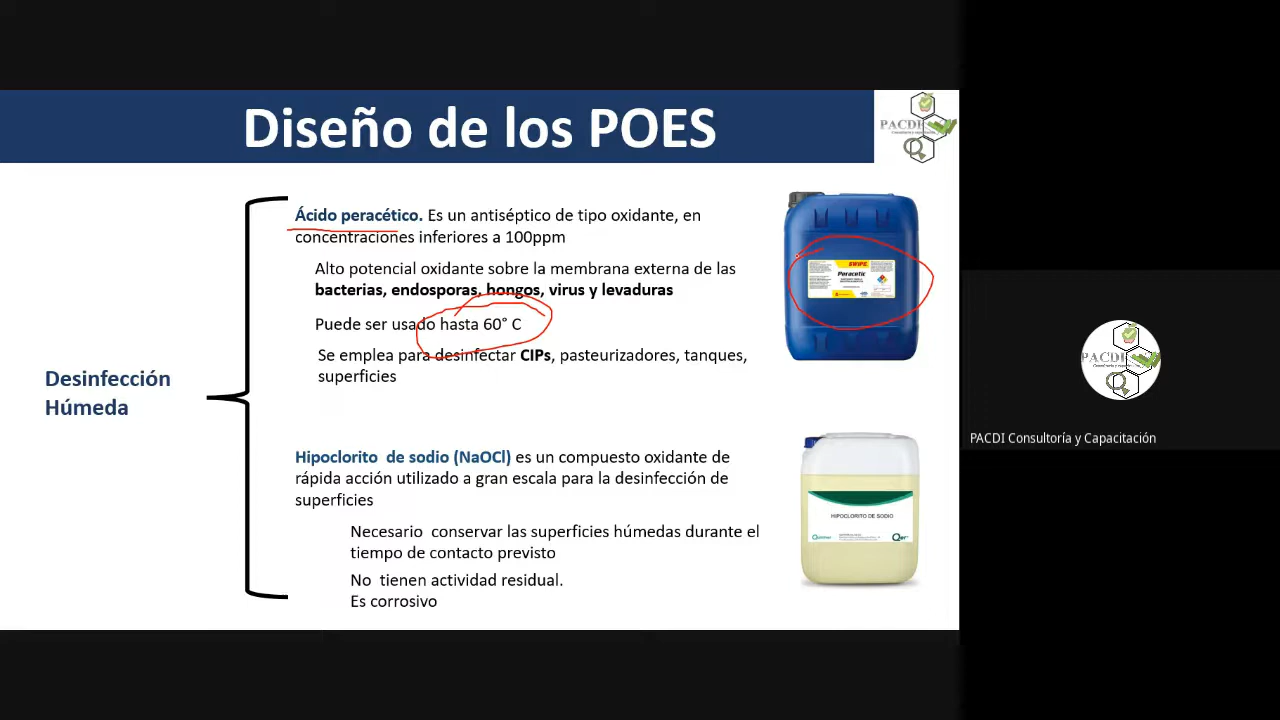 Diseño de los POES
PACDI
Ácido peracético. Es un antiséptico de tipo oxidante, en
concentraciones inferiores a 100ppm
Alto potencial oxidante sobre la membrana externa de las
bacterias, endosporas, hongos, virus y levaduras
Puede ser usado hasta 60° C
Se emplea para desinfectar CIPs, pasteurizadores, tanques,
superficies
SWIPE
Peracetic
Desinfección
Húmeda
Hipoclorito de sodio (NaOCl) es un compuesto oxidante de
rápida acción utilizado a gran escala para la desinfección de
superficies
HIPOCLORITO DE SODIO
Necesario conservar las superficies húmedas durante el
tiempo de contacto previsto
No tienen actividad residual.
Es corrosivo
PACDI
PACDI Consultoría y Capacitación